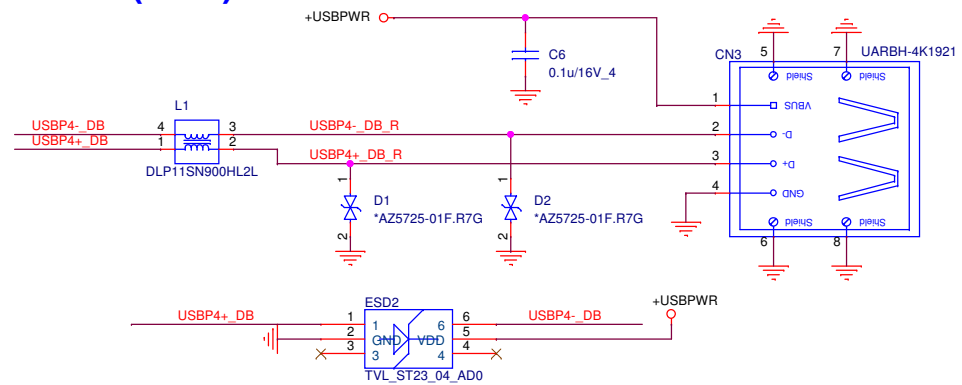 +USBPWR
C6
0.1u/16V_4
CN3
UARBH-4K1921
5
7
Shield
Shield
1
VBUS
2
D-
3
D+
4
GND
Shield
Shield
6
8
L1
USBP4-_DB
4
3
USBP4-_DB_R
USBP4+_DB
1
2
USBP4+_DB_R
DLP11SN900HL2L
1
D1
*AZ5725-01F.R7G
2
1
D2
*AZ5725-01F.R7G
2
ESD2
+USBPWR
USBP4+_DB
1
1
6
6
USBP4-_DB
2
GND
VDD
5
3
3
4
4
TVL_ST23_04_AD0